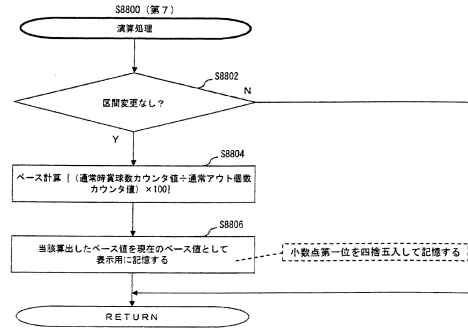 S8800（第７）
演算処理
S8802
区間変更なし？
N
Y
S8804
ベース計算［（通常時賞球数カウンタ値÷通常アウト個数
カウンタ値）×100］
S8806
当該算出したベース値を現在のベース値として
表示用に記憶する
小数点第一位を四捨五入して記憶する
RETURN